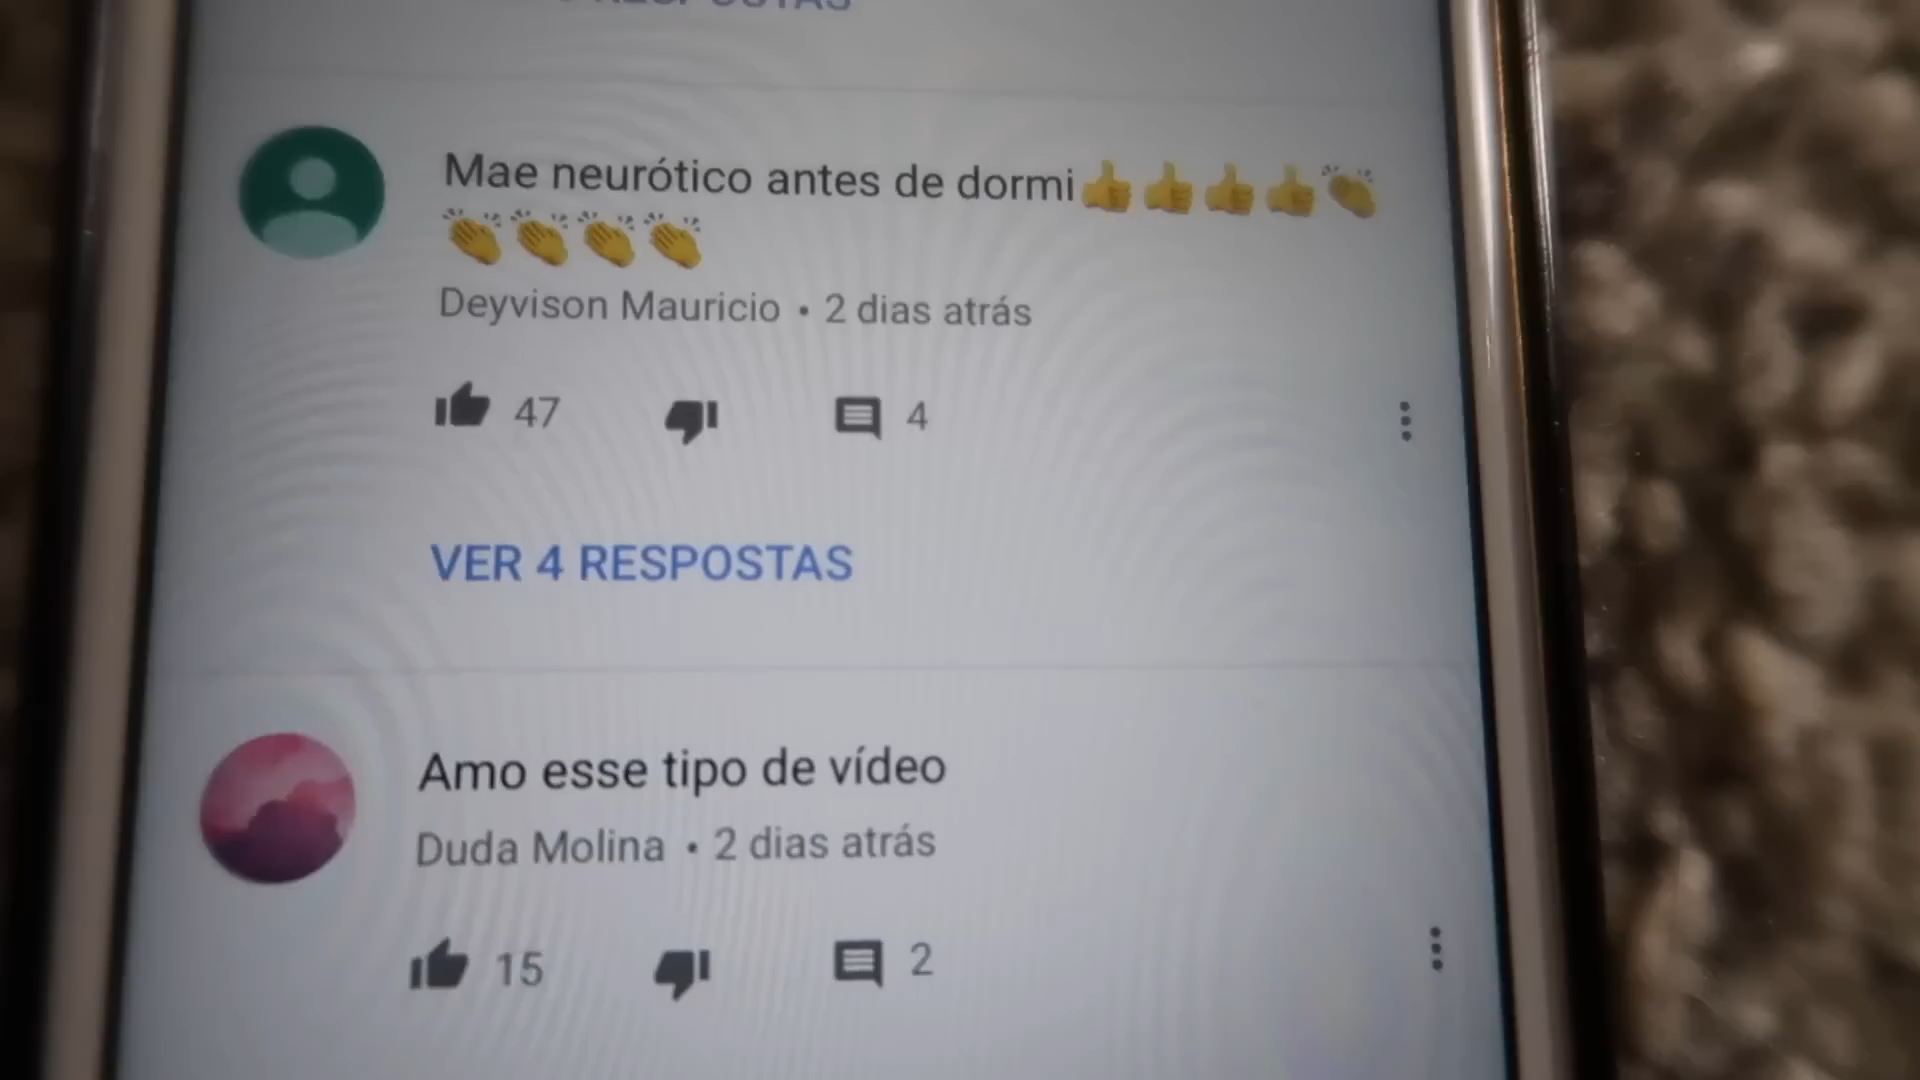 RESPOSTAS
Mae neurótico antes de dormi👍👍👍👍👏
👏👏👏👏
Deyvison Mauricio • 2 dias atrás
47 4
VER 4 RESPOSTAS
Amo esse tipo de vídeo
Duda Molina • 2 dias atrás
15 2